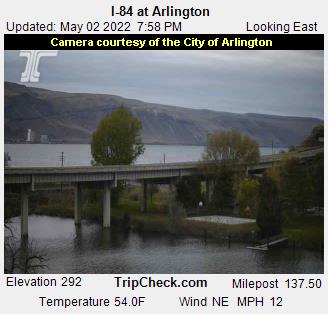 I-84 at Arlington
Updated: May 02 2022 7:58 PM Looking East
Camera courtesy of the City of Arlington
Elevation 292 TripCheck.com Milepost 137.50
Temperature 54.0F Wind NE MPH 12